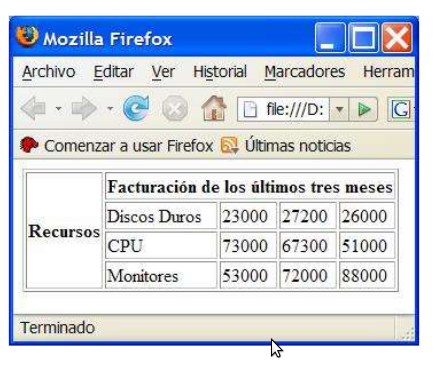 Mozilla Firefox
Archivo Editar Ver Historial Marcadores Herram
file:///D: G
Comenzar a usar Firefox Últimas noticias
Facturación de los últimos tres meses
Recursos
Discos Duros 23000 27200 26000
CPU 73000 67300 51000
Monitores 53000 72000 88000
Terminado